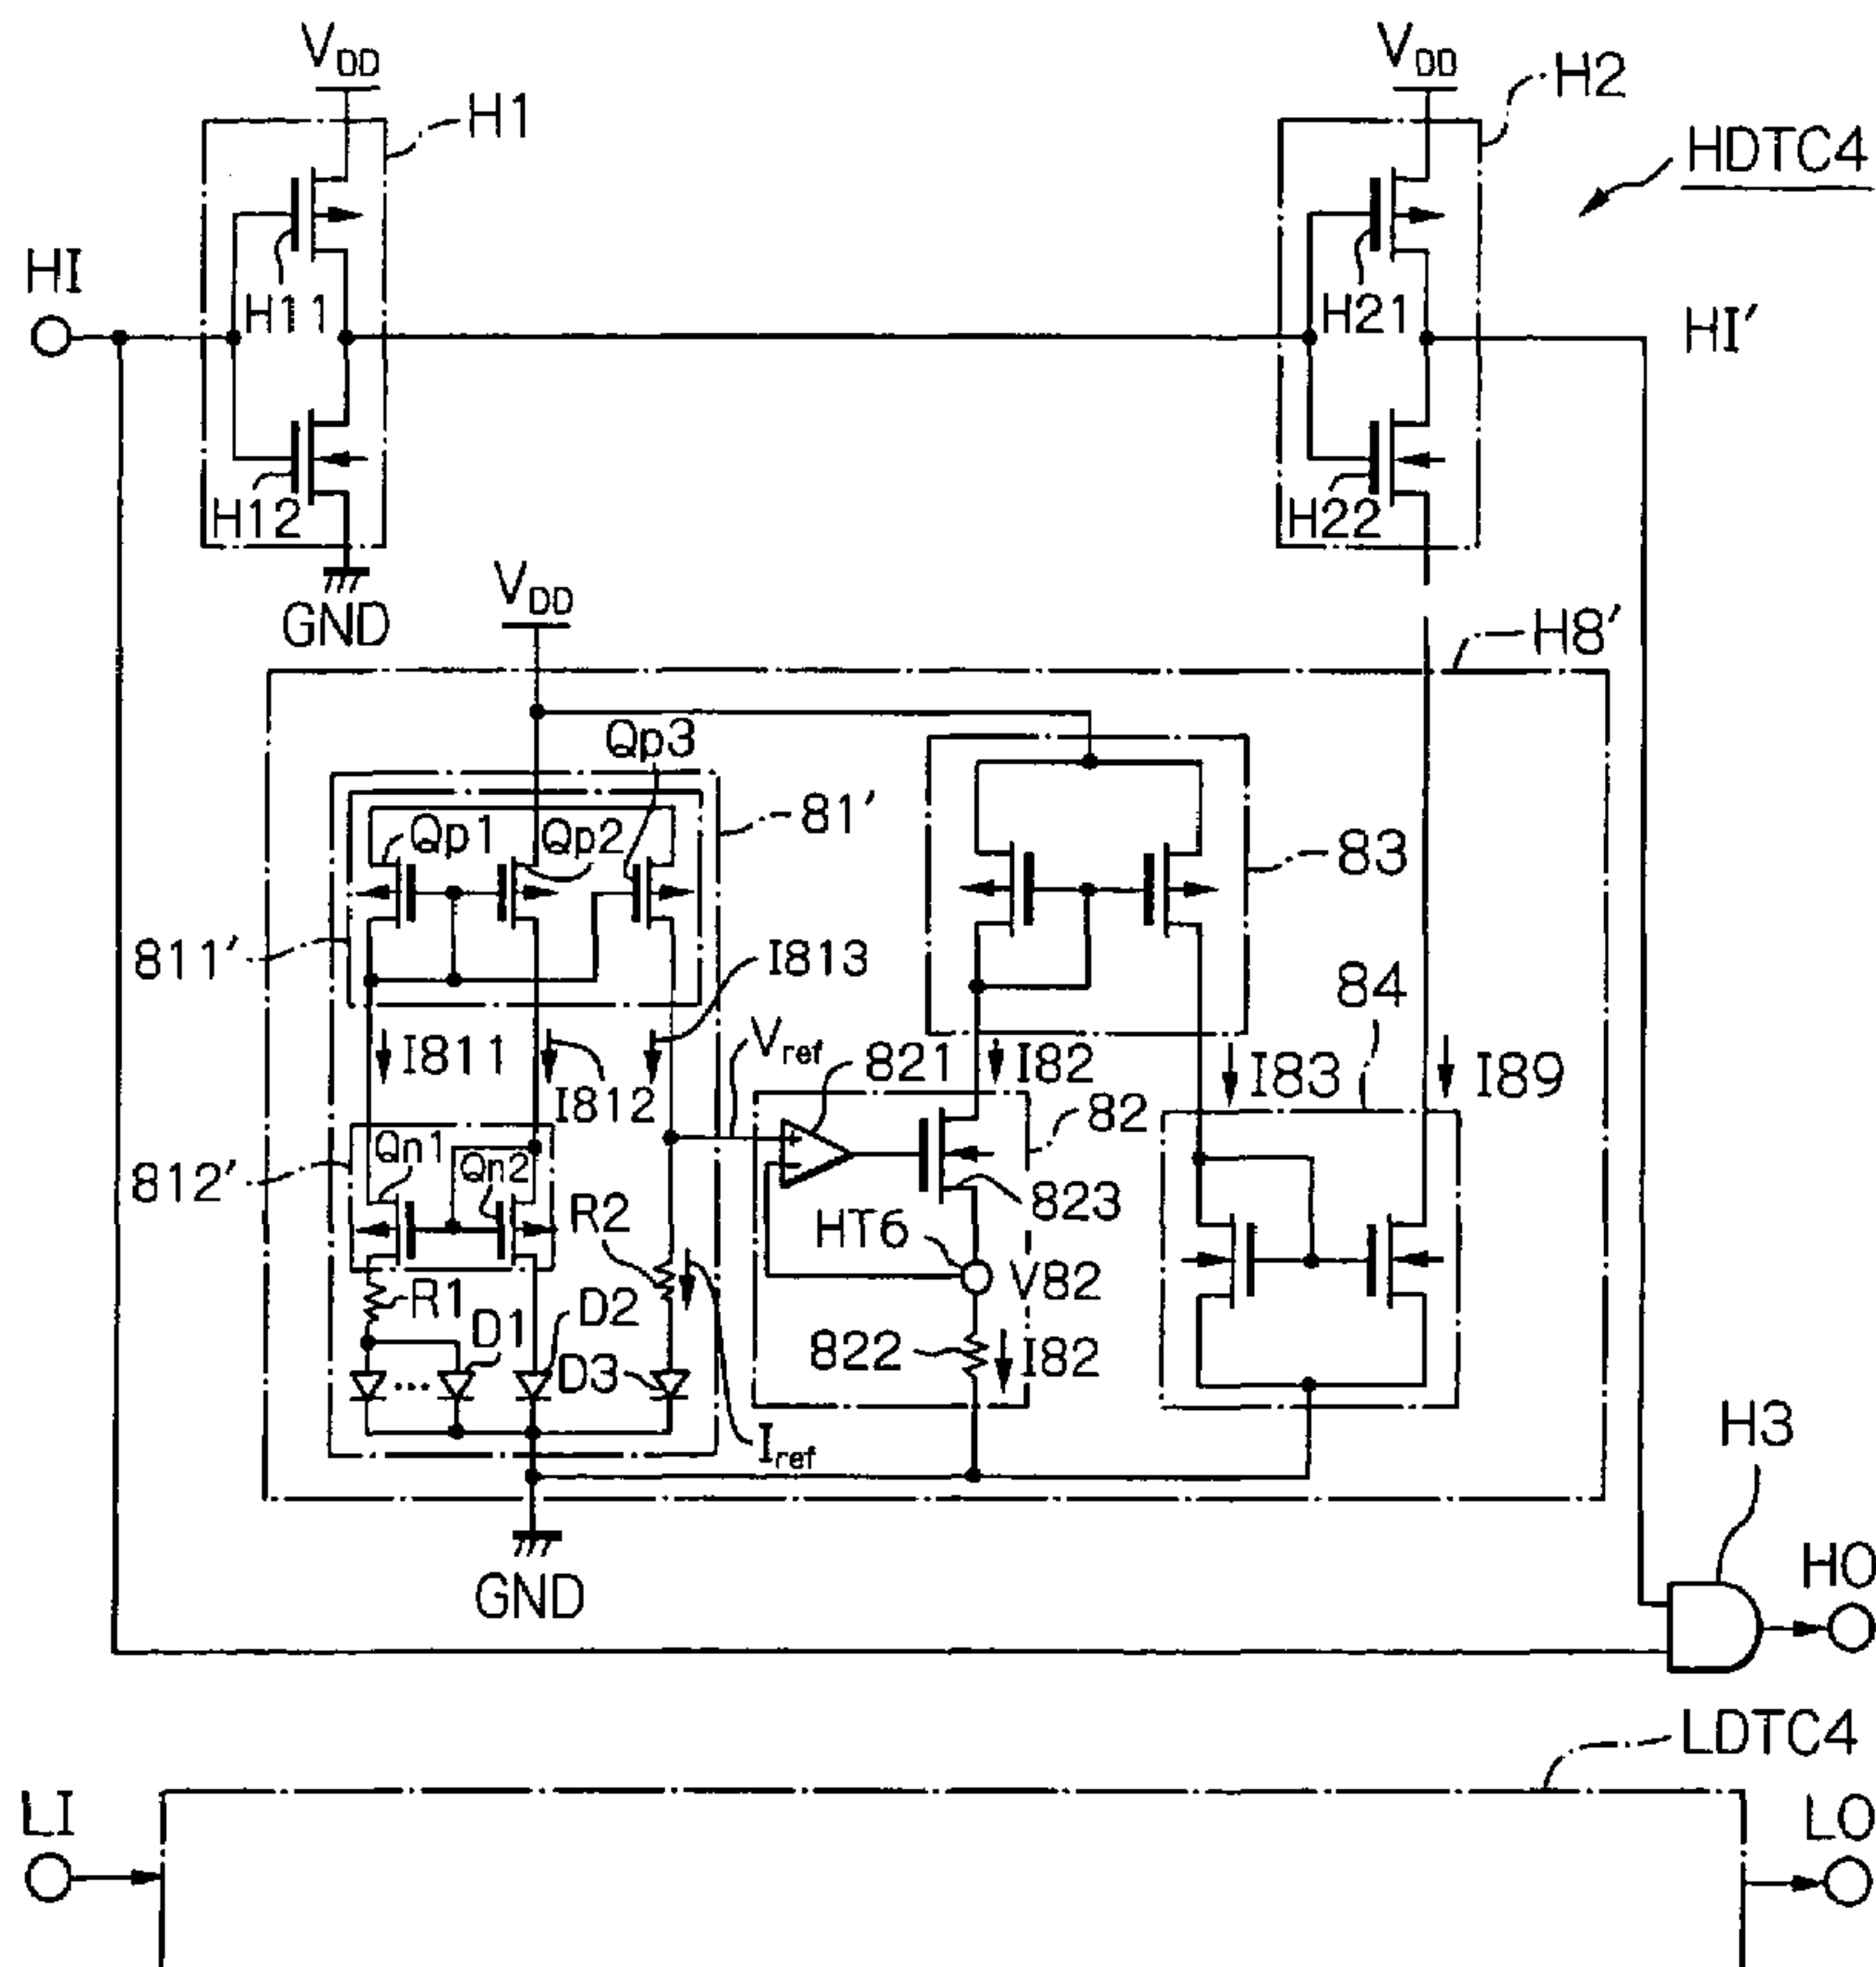 VDD
VDD
H1
H2
HDTC4
HI
H11
H21
HI'
H12
H22
GND
VDD
H8'
Qp3
81'
Qp1
Qp2
83
811'
I813
84
I811
Vref
821
I82
I83
I89
I812
82
Qn1
Qn2
812'
R2
823
HT6
V82
R1
D1
D2
822
I82
D3
H3
Iref
HO
GND
LDTC4
LI
LO